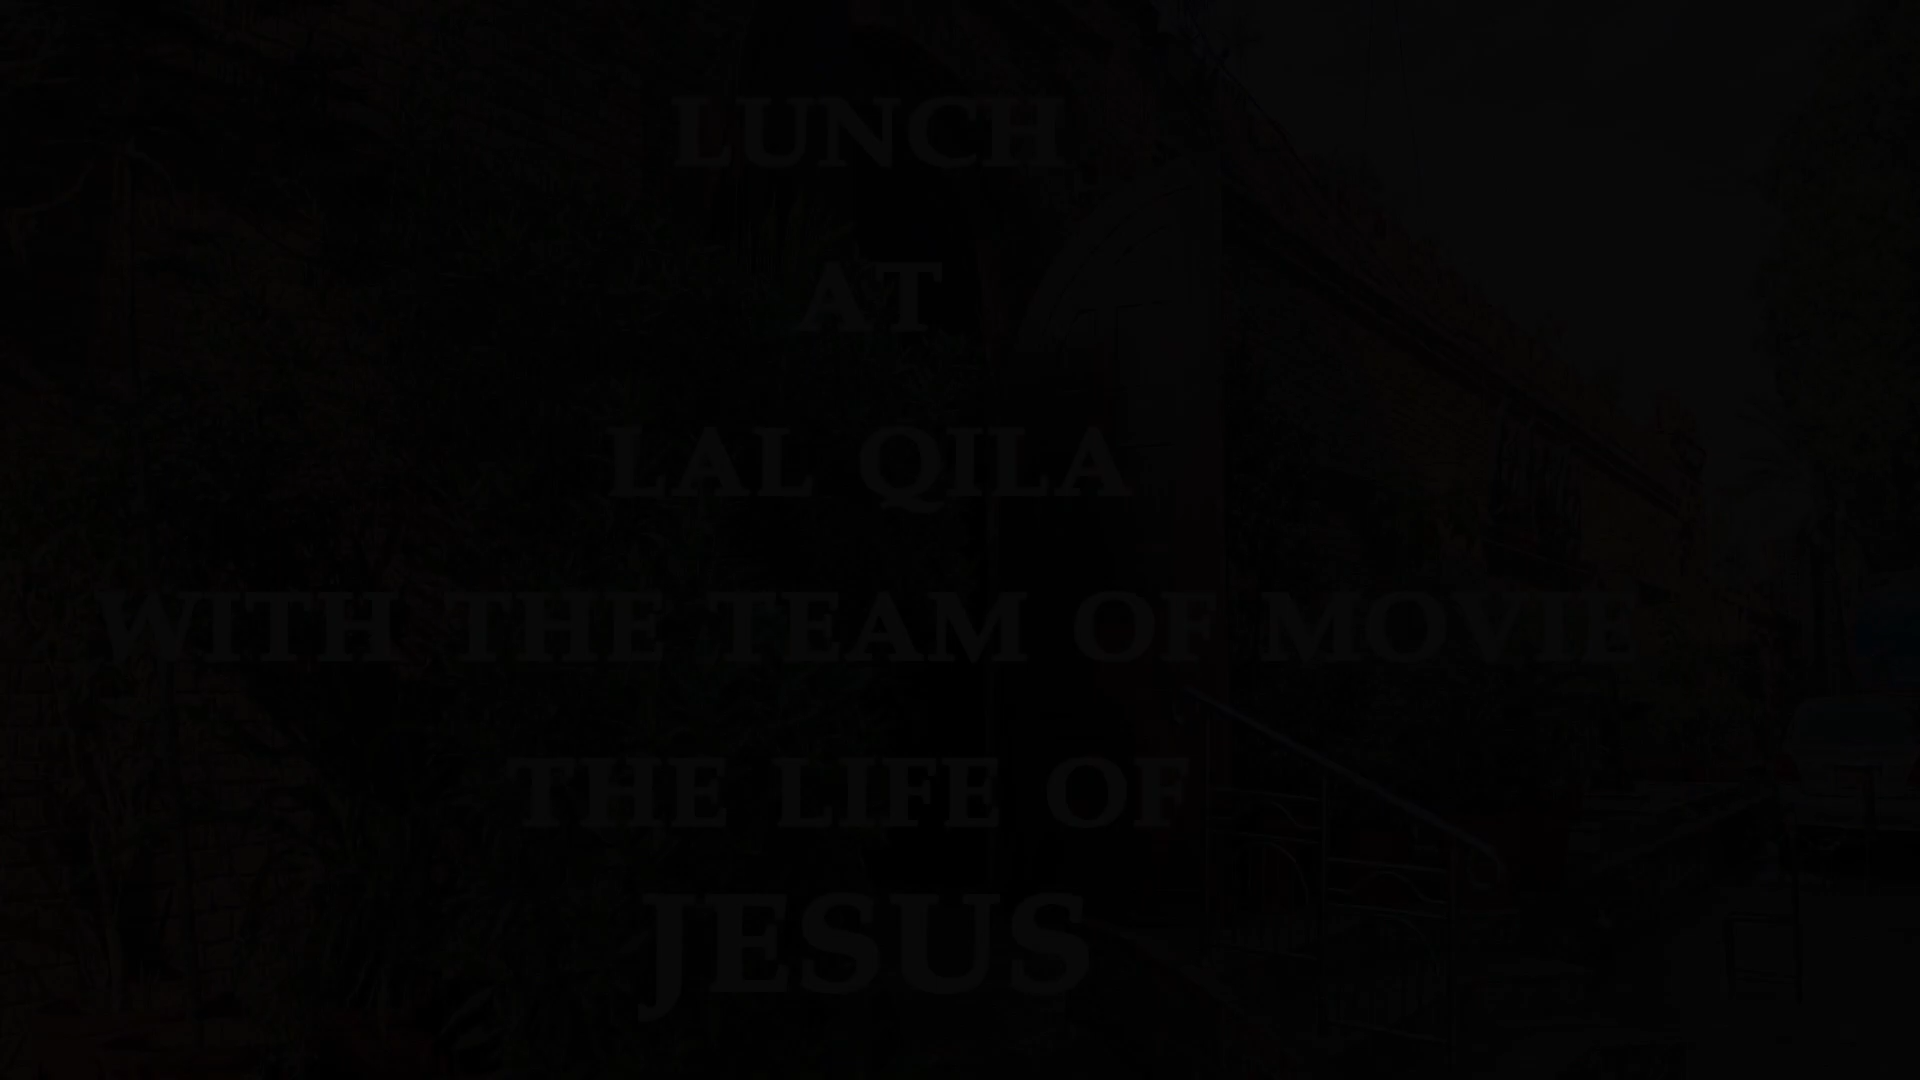 LUNCH
AT
LAL QILA
WITH THE TEAM OF MOVIE
THE LIFE OF
JESUS